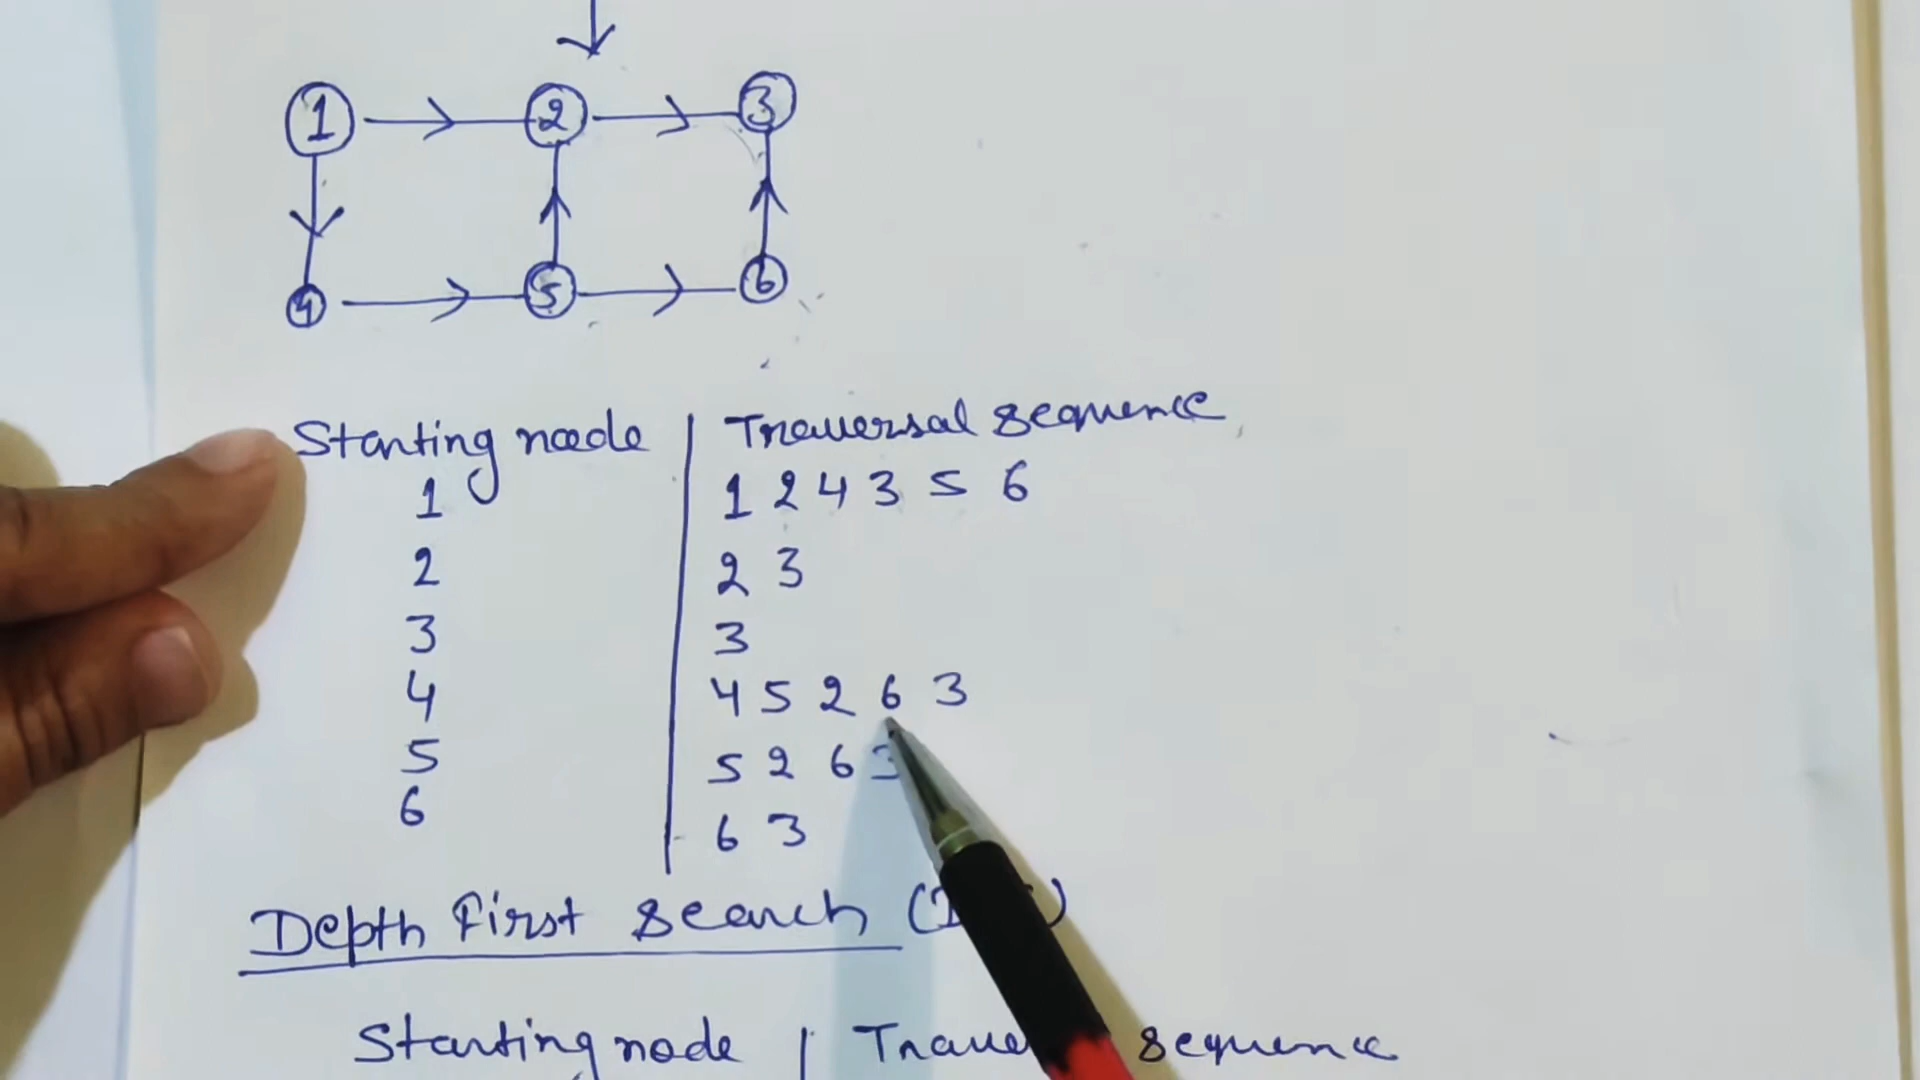 1 2 3
4 5 6
Starting node | Traversal sequence
1 1 2 4 3 5 6
2 2 3
3 3
4 4 5 2 6 3
5 5 2 6 3
6 6 3
Depth First Search
Starting node | sequence